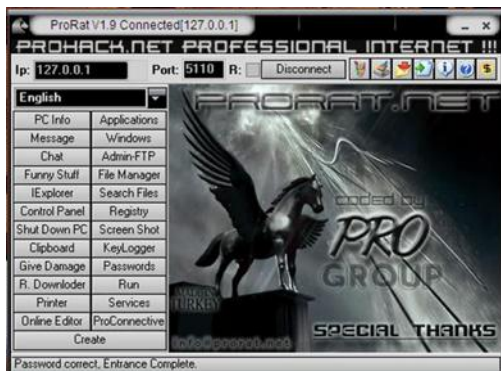 ProRat V1.9 Connected[127.0.0.1]
PROHACK.NET PROFESSIONAL INTERNET !!!
Ip: 127.0.0.1 Port: 5110 R: Disconnect
English
PC Info Applications
Message Windows
Chat Admin-FTP
Funny Stuff File Manager
IExplorer Search Files
Control Panel Registry
Shut Down PC Screen Shot
Clipboard KeyLogger
Give Damage Passwords
R. Downloder Run
Printer Services
Online Editor ProConnective
Create
PRORAT.NET
coded by
PRO
GROUP
MADE IN
TURKEY
SPECIAL THANKS
info@prorat.net
Password correct, Entrance Complete.